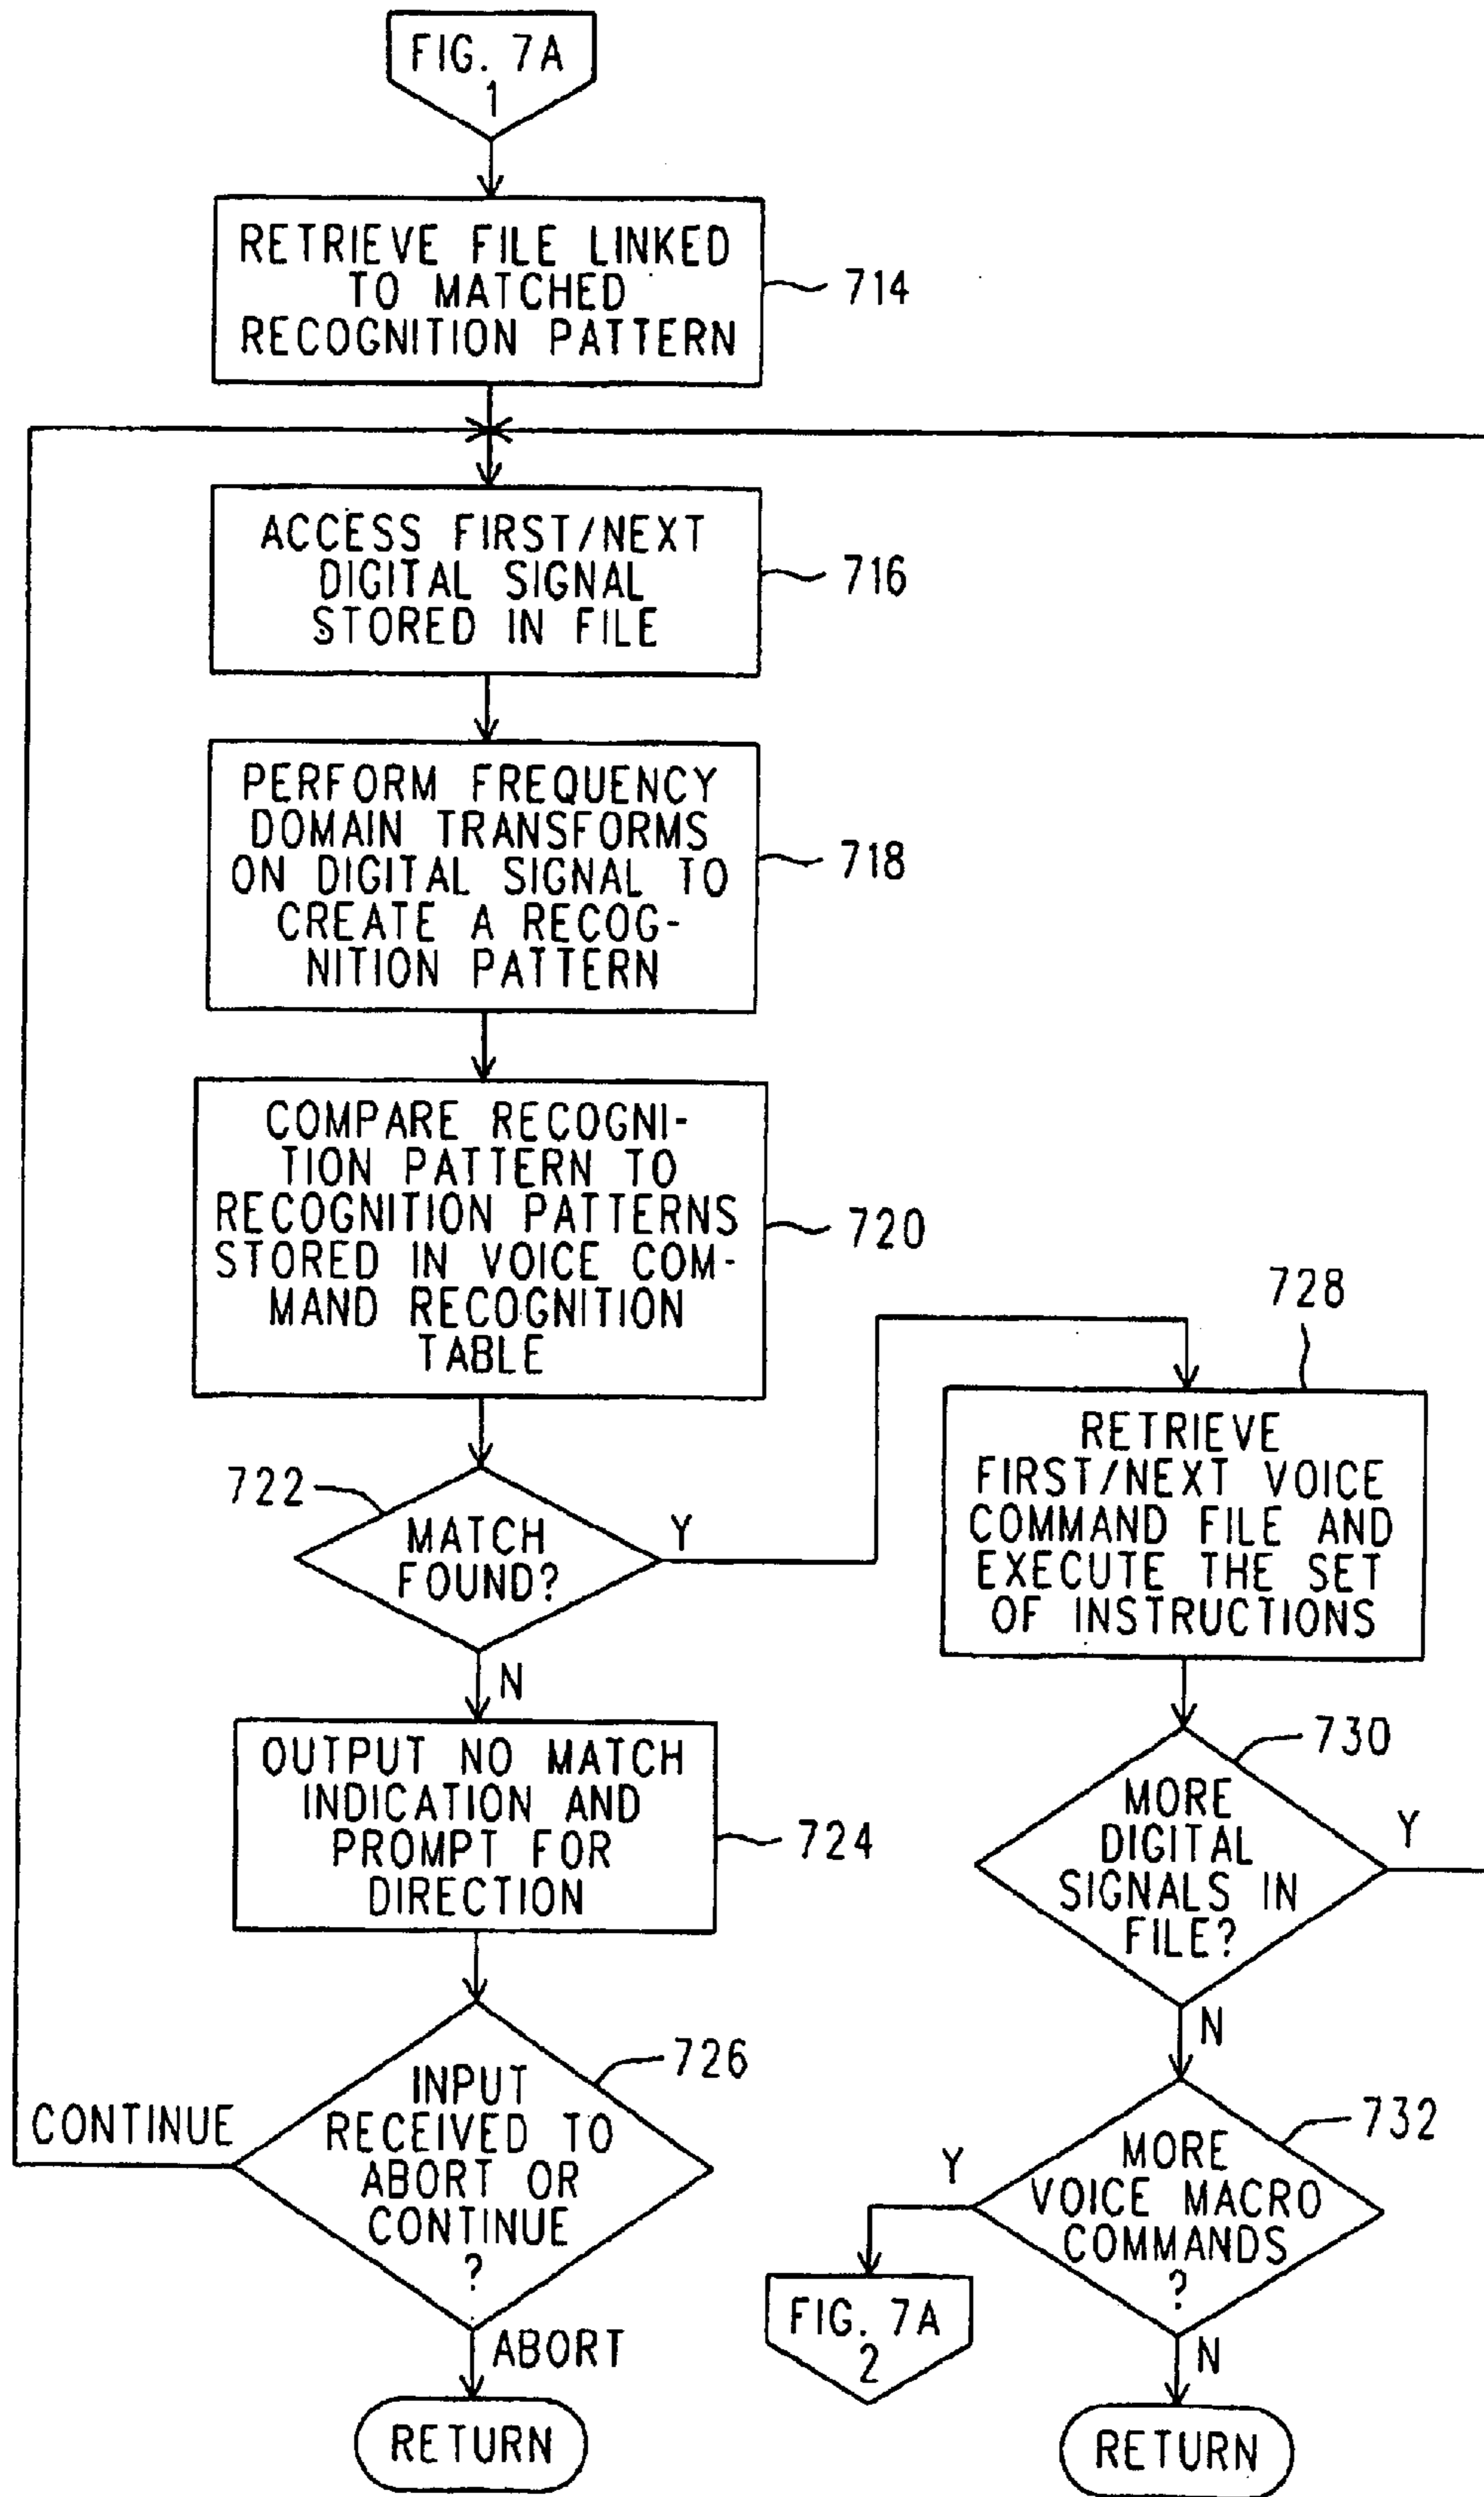 FIG. 7A
1
RETRIEVE FILE LINKED
TO MATCHED
RECOGNITION PATTERN
714
ACCESS FIRST/NEXT
DIGITAL SIGNAL
STORED IN FILE
716
PERFORM FREQUENCY
DOMAIN TRANSFORMS
ON DIGITAL SIGNAL TO
CREATE A RECOG-
NITION PATTERN
718
COMPARE RECOGNI-
TION PATTERN TO
RECOGNITION PATTERNS
STORED IN VOICE COM-
MAND RECOGNITION
TABLE
720
722
MATCH
FOUND?
Y
N
728
RETRIEVE
FIRST/NEXT VOICE
COMMAND FILE AND
EXECUTE THE SET
OF INSTRUCTIONS
OUTPUT NO MATCH
INDICATION AND
PROMPT FOR
DIRECTION
724
730
MORE
DIGITAL
SIGNALS IN
FILE?
Y
N
726
INPUT
RECEIVED TO
ABORT OR
CONTINUE
?
CONTINUE
ABORT
RETURN
732
MORE
VOICE MACRO
COMMANDS
?
Y
FIG. 7A
2
N
RETURN